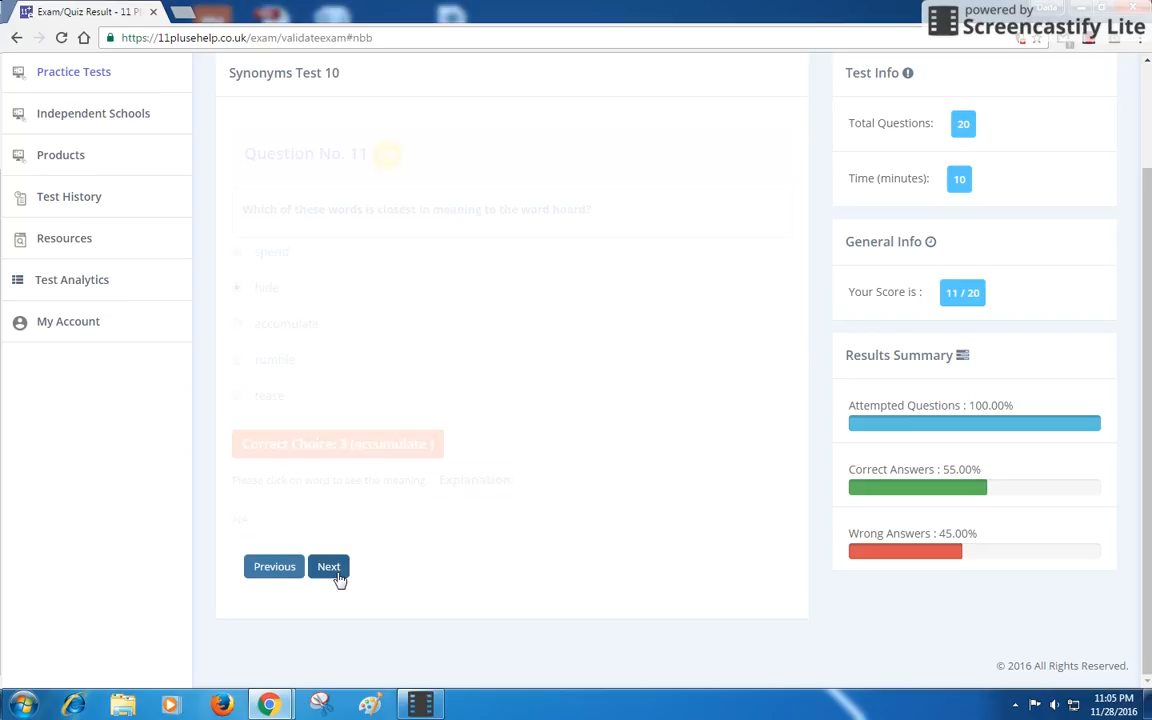 Exam/Quiz Result - 11 P
powered by
Screencastify Lite
https://11plusehelp.co.uk/exam/validateexam#nbb
Practice Tests
Independent Schools
Products
Test History
Resources
Test Analytics
My Account
Synonyms Test 10
Question No. 11
Which of these words is closest in meaning to the word hoard?
spend
hide
accumulate
rumble
tease
Correct Choice: 3 (accumulate )
Please click on word to see the meaning. Explanation:
NA
Previous
Next
Test Info
Total Questions: 20
Time (minutes): 10
General Info
Your Score is : 11 / 20
Results Summary
Attempted Questions : 100.00%
Correct Answers : 55.00%
Wrong Answers : 45.00%
© 2016 All Rights Reserved.
11:05 PM
11/28/2016